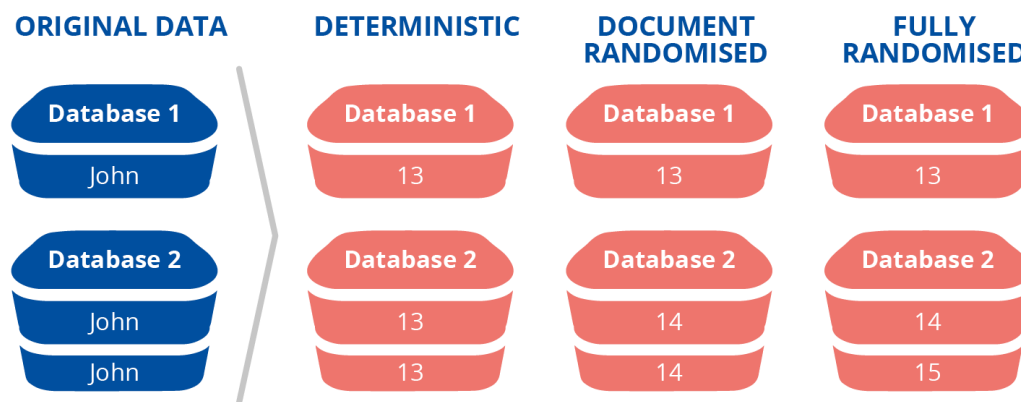 ORIGINAL DATA
DETERMINISTIC
DOCUMENT
RANDOMISED
FULLY
RANDOMISED
Database 1
John
Database 1
13
Database 1
13
Database 1
13
Database 2
John
John
Database 2
13
13
Database 2
14
14
Database 2
14
15